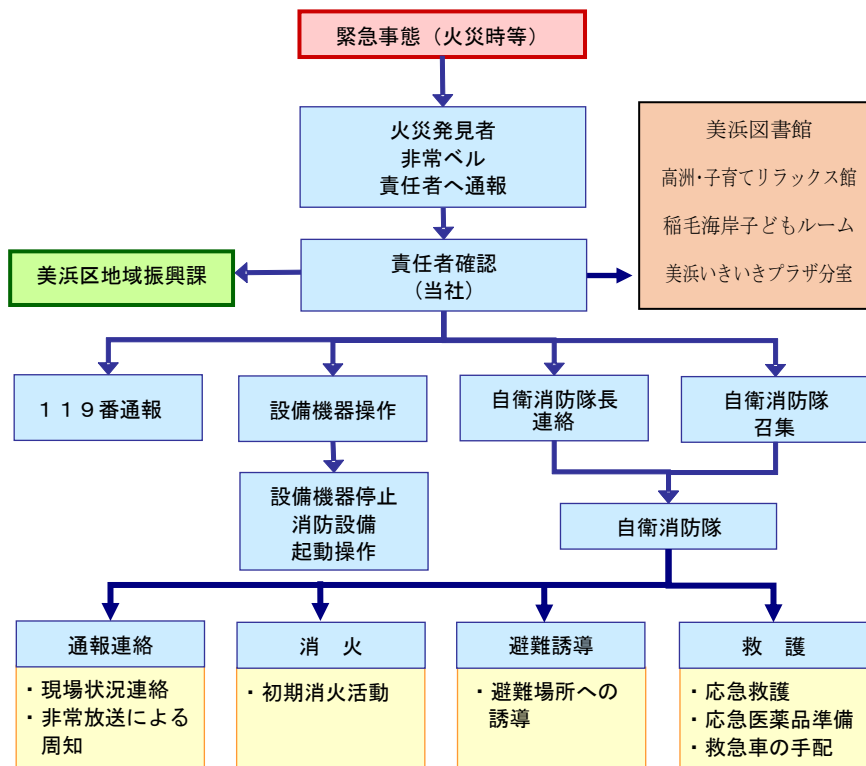 緊急事態（火災時等）
火災発見者
非常ベル
責任者へ通報
美浜図書館
高洲・子育てリラックス館
稲毛海岸子どもルーム
美浜いきいきプラザ分室
美浜区地域振興課
責任者確認
（当社）
１１９番通報
設備機器操作
自衛消防隊長
連絡
自衛消防隊
召集
設備機器停止
消防設備
起動操作
自衛消防隊
通報連絡
・現場状況連絡
・非常放送による
周知
消　火
・初期消火活動
避難誘導
・避難場所への
誘導
救　護
・応急救護
・応急医薬品準備
・救急車の手配